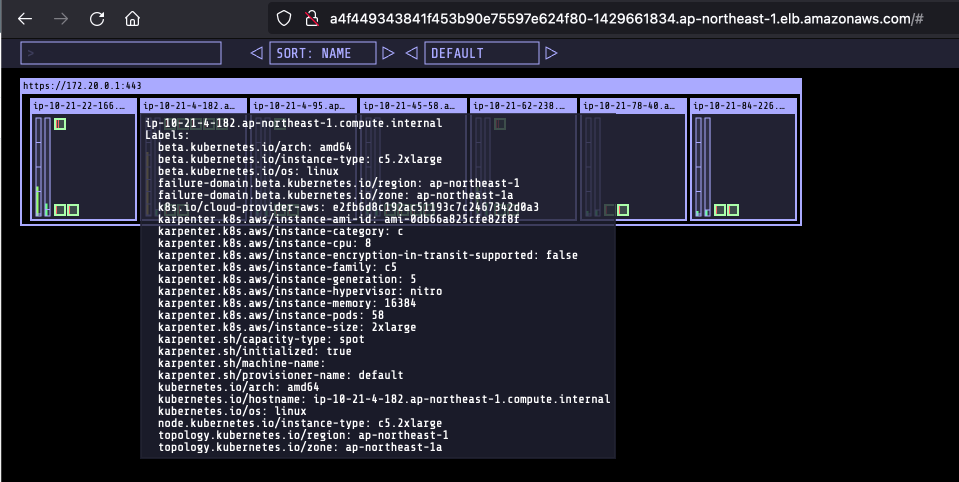 a4f449343841f453b90e75597e624f80-1429661834.ap-northeast-1.elb.amazonaws.com/#
> SORT: NAME DEFAULT
https://172.20.0.1:443
ip-10-21-22-166.… ip-10-21-4-182.a… ip-10-21-4-95.ap… ip-10-21-45-58.a… ip-10-21-62-238.… ip-10-21-78-40.a… ip-10-21-84-226.…
ip-10-21-4-182.ap-northeast-1.compute.internal
Labels:
beta.kubernetes.io/arch: amd64
beta.kubernetes.io/instance-type: c5.2xlarge
beta.kubernetes.io/os: linux
failure-domain.beta.kubernetes.io/region: ap-northeast-1
failure-domain.beta.kubernetes.io/zone: ap-northeast-1a
k8s.io/cloud-provider-aws: e2fb6d8c192ac51193c7c2467342d0a3
karpenter.k8s.aws/instance-ami-id: ami-0db66a825cfe82f8f
karpenter.k8s.aws/instance-category: c
karpenter.k8s.aws/instance-cpu: 8
karpenter.k8s.aws/instance-encryption-in-transit-supported: false
karpenter.k8s.aws/instance-family: c5
karpenter.k8s.aws/instance-generation: 5
karpenter.k8s.aws/instance-hypervisor: nitro
karpenter.k8s.aws/instance-memory: 16384
karpenter.k8s.aws/instance-pods: 58
karpenter.k8s.aws/instance-size: 2xlarge
karpenter.sh/capacity-type: spot
karpenter.sh/initialized: true
karpenter.sh/machine-name:
karpenter.sh/provisioner-name: default
kubernetes.io/arch: amd64
kubernetes.io/hostname: ip-10-21-4-182.ap-northeast-1.compute.internal
kubernetes.io/os: linux
node.kubernetes.io/instance-type: c5.2xlarge
topology.kubernetes.io/region: ap-northeast-1
topology.kubernetes.io/zone: ap-northeast-1a